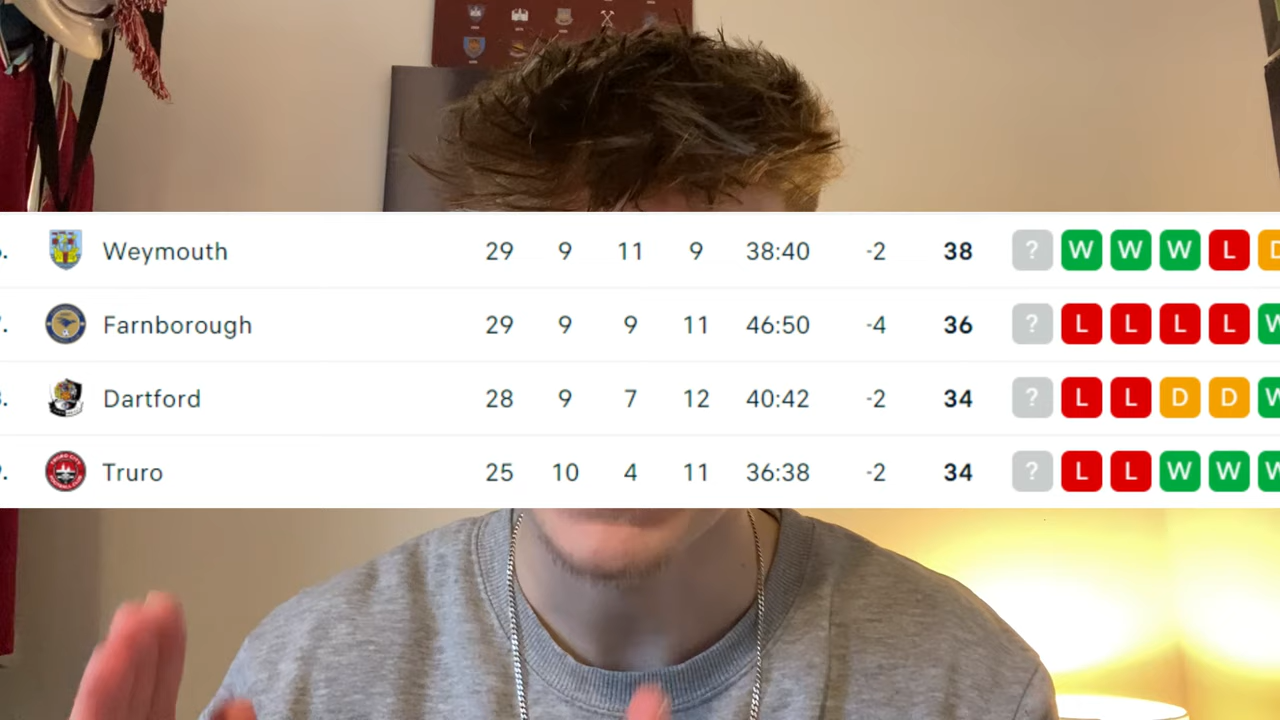 Weymouth 29 9 11 9 38:40 -2 38 ? W W W L D
Farnborough 29 9 9 11 46:50 -4 36 ? L L L L W
Dartford 28 9 7 12 40:42 -2 34 ? L L D D W
Truro 25 10 4 11 36:38 -2 34 ? L L W W W